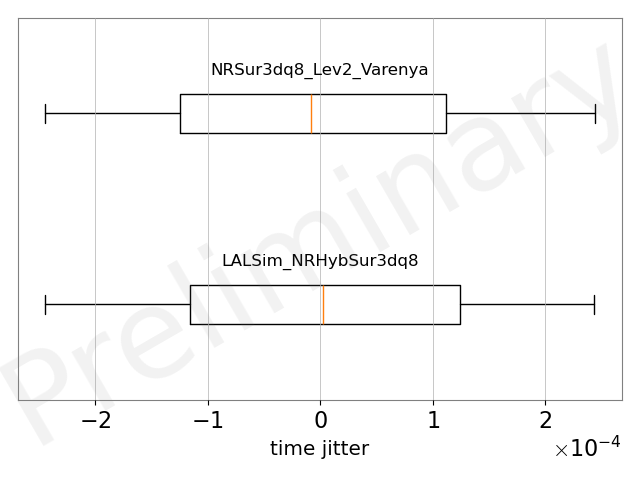 NRSur3dq8_Lev2_Varenya
LALSim_NRHybSur3dq8
Preliminary
−2 −1 0 1 2
time jitter
×10⁻⁴